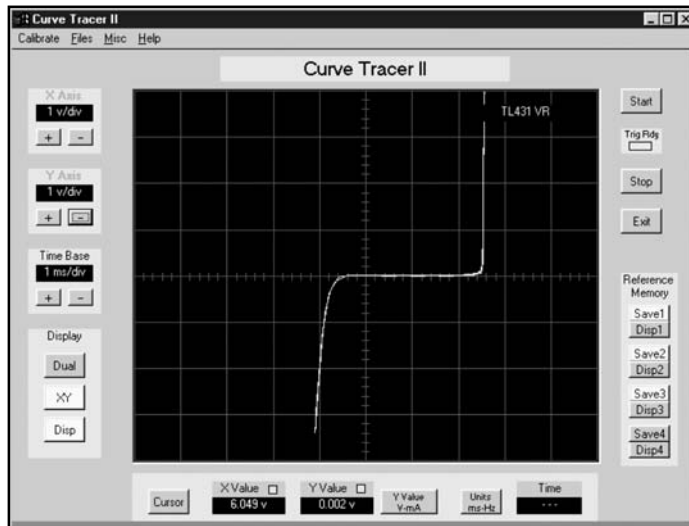 Curve Tracer II
Calibrate Files Misc Help
Curve Tracer II
X Axis
1 v/div
+ -
Y Axis
1 v/div
+ -
Time Base
1 ms/div
+ -
Display
Dual
XY
Disp
TL431 VR
Start
Trig Rdy
Stop
Exit
Reference
Memory
Save1
Disp1
Save2
Disp2
Save3
Disp3
Save4
Disp4
Cursor
X Value
6.049 v
Y Value
0.002 v
Y Value
V-mA
Units
ms-Hz
Time
---